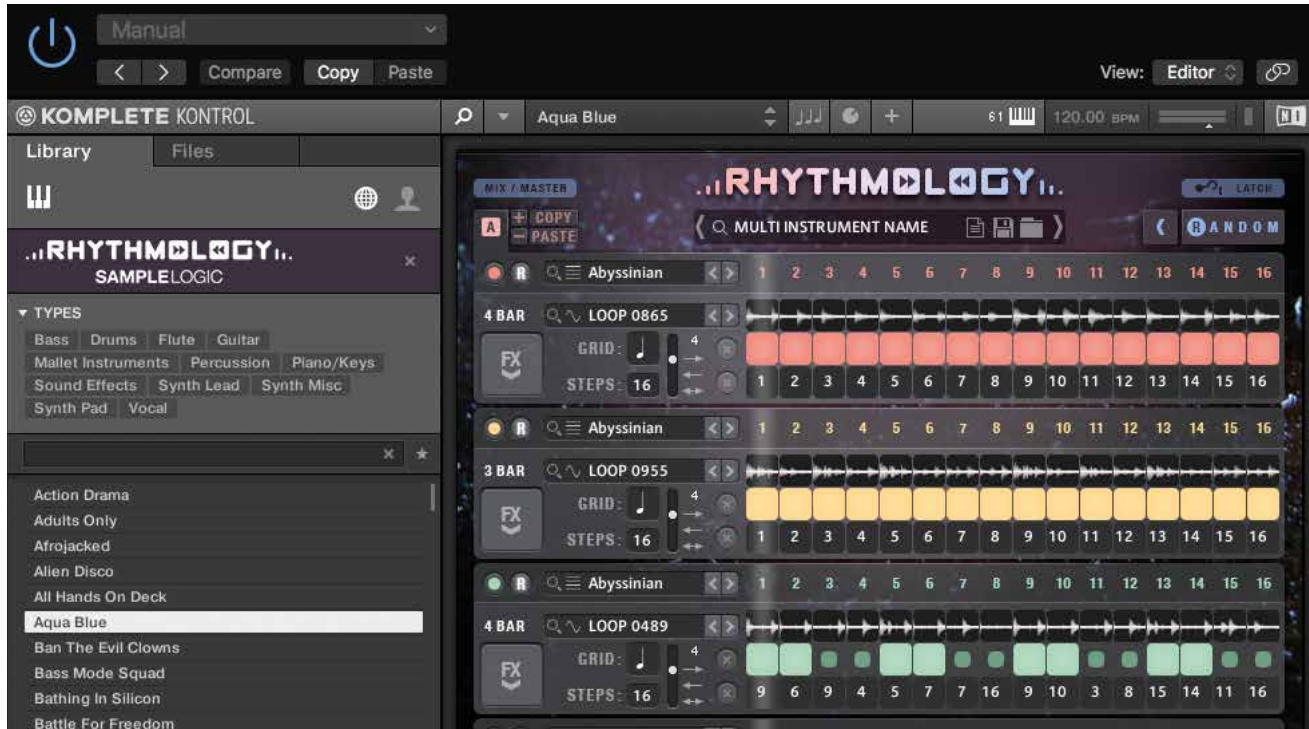 Manual
Compare Copy Paste
View: Editor
KOMPLETE KONTROL
Aqua Blue
61
120.00 BPM
Library Files
RHYTHMOLOGY
SAMPLELOGIC
TYPES
Bass Drums Flute Guitar
Mallet Instruments Percussion Piano/Keys
Sound Effects Synth Lead Synth Misc
Synth Pad Vocal
Action Drama
Adults Only
Afrojacked
Alien Disco
All Hands On Deck
Aqua Blue
Ban The Evil Clowns
Bass Mode Squad
Bathing In Silicon
Battle For Freedom
MIX / MASTER
RHYTHMOLOGY
LATCH
A + COPY
- PASTE
MULTI INSTRUMENT NAME
RANDOM
R Abyssinian 1 2 3 4 5 6 7 8 9 10 11 12 13 14 15 16
4 BAR LOOP 0865
FX GRID: 4
STEPS: 16 1 2 3 4 5 6 7 8 9 10 11 12 13 14 15 16
R Abyssinian 1 2 3 4 5 6 7 8 9 10 11 12 13 14 15 16
3 BAR LOOP 0955
FX GRID: 4
STEPS: 16 1 2 3 4 5 6 7 8 9 10 11 12 13 14 15 16
R Abyssinian 1 2 3 4 5 6 7 8 9 10 11 12 13 14 15 16
4 BAR LOOP 0489
FX GRID: 4
STEPS: 16 9 6 9 4 5 7 7 16 9 10 3 8 15 14 11 16